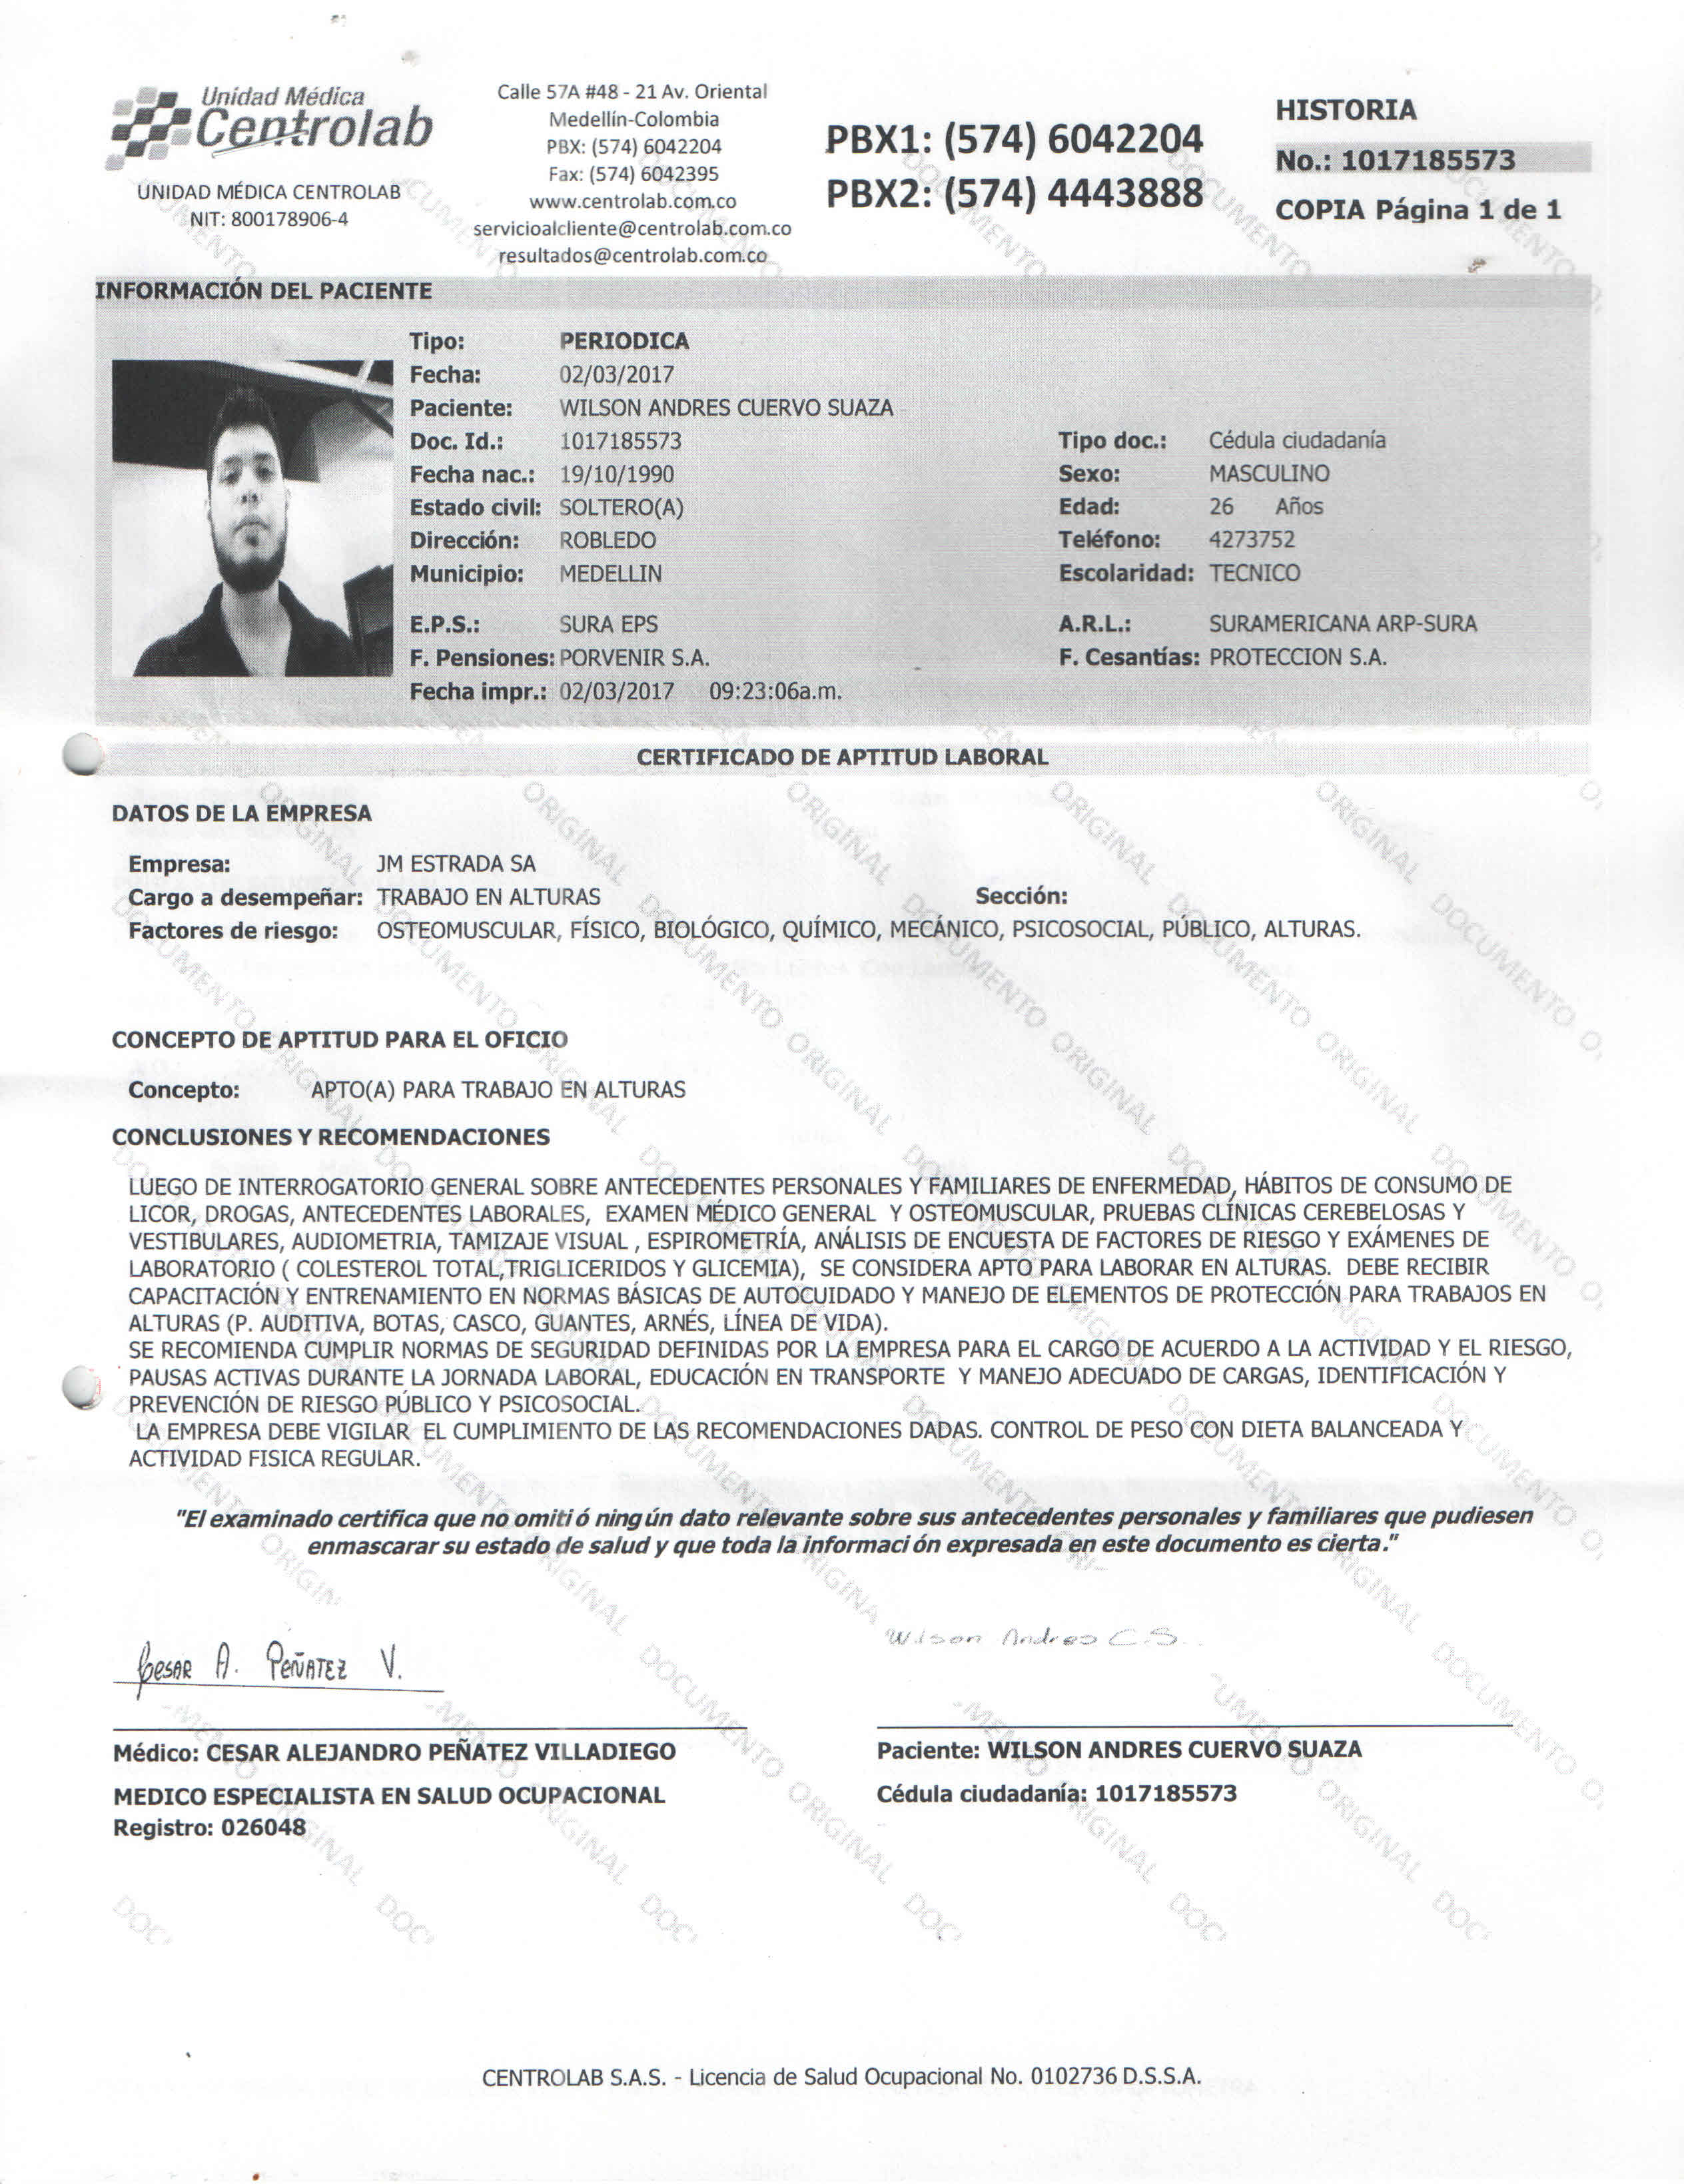 Unidad Médica
Centrolab
UNIDAD MÉDICA CENTROLAB
NIT: 800178906-4
Calle 57A #48 - 21 Av. Oriental
Medellín-Colombia
PBX: (574) 6042204
Fax: (574) 6042395
www.centrolab.com.co
servicioalcliente@centrolab.com.co
resultados@centrolab.com.co
PBX1: (574) 6042204
PBX2: (574) 4443888
HISTORIA
No.: 1017185573
COPIA Página 1 de 1
INFORMACIÓN DEL PACIENTE
Tipo: PERIODICA
Fecha: 02/03/2017
Paciente: WILSON ANDRES CUERVO SUAZA
Doc. Id.: 1017185573 Tipo doc.: Cédula ciudadanía
Fecha nac.: 19/10/1990 Sexo: MASCULINO
Estado civil: SOLTERO(A) Edad: 26 Años
Dirección: ROBLEDO Teléfono: 4273752
Municipio: MEDELLIN Escolaridad: TECNICO
E.P.S.: SURA EPS A.R.L.: SURAMERICANA ARP-SURA
F. Pensiones: PORVENIR S.A. F. Cesantías: PROTECCION S.A.
Fecha impr.: 02/03/2017 09:23:06a.m.
CERTIFICADO DE APTITUD LABORAL
DATOS DE LA EMPRESA
Empresa: JM ESTRADA SA
Cargo a desempeñar: TRABAJO EN ALTURAS Sección:
Factores de riesgo: OSTEOMUSCULAR, FÍSICO, BIOLÓGICO, QUÍMICO, MECÁNICO, PSICOSOCIAL, PÚBLICO, ALTURAS.
CONCEPTO DE APTITUD PARA EL OFICIO
Concepto: APTO(A) PARA TRABAJO EN ALTURAS
CONCLUSIONES Y RECOMENDACIONES
LUEGO DE INTERROGATORIO GENERAL SOBRE ANTECEDENTES PERSONALES Y FAMILIARES DE ENFERMEDAD, HÁBITOS DE CONSUMO DE
LICOR, DROGAS, ANTECEDENTES LABORALES, EXAMEN MÉDICO GENERAL Y OSTEOMUSCULAR, PRUEBAS CLÍNICAS CEREBELOSAS Y
VESTIBULARES, AUDIOMETRIA, TAMIZAJE VISUAL , ESPIROMETRÍA, ANÁLISIS DE ENCUESTA DE FACTORES DE RIESGO Y EXÁMENES DE
LABORATORIO ( COLESTEROL TOTAL,TRIGLICERIDOS Y GLICEMIA), SE CONSIDERA APTO PARA LABORAR EN ALTURAS. DEBE RECIBIR
CAPACITACIÓN Y ENTRENAMIENTO EN NORMAS BÁSICAS DE AUTOCUIDADO Y MANEJO DE ELEMENTOS DE PROTECCIÓN PARA TRABAJOS EN
ALTURAS (P. AUDITIVA, BOTAS, CASCO, GUANTES, ARNÉS, LÍNEA DE VIDA).
SE RECOMIENDA CUMPLIR NORMAS DE SEGURIDAD DEFINIDAS POR LA EMPRESA PARA EL CARGO DE ACUERDO A LA ACTIVIDAD Y EL RIESGO,
PAUSAS ACTIVAS DURANTE LA JORNADA LABORAL, EDUCACIÓN EN TRANSPORTE Y MANEJO ADECUADO DE CARGAS, IDENTIFICACIÓN Y
PREVENCIÓN DE RIESGO PÚBLICO Y PSICOSOCIAL.
LA EMPRESA DEBE VIGILAR EL CUMPLIMIENTO DE LAS RECOMENDACIONES DADAS. CONTROL DE PESO CON DIETA BALANCEADA Y
ACTIVIDAD FISICA REGULAR.
"El examinado certifica que no omitió ningún dato relevante sobre sus antecedentes personales y familiares que pudiesen
enmascarar su estado de salud y que toda la información expresada en este documento es cierta."
Cesar A. Peñatez V.
Wilson Andres C.S.
Médico: CESAR ALEJANDRO PEÑATEZ VILLADIEGO
MEDICO ESPECIALISTA EN SALUD OCUPACIONAL
Registro: 026048
Paciente: WILSON ANDRES CUERVO SUAZA
Cédula ciudadanía: 1017185573
CENTROLAB S.A.S. - Licencia de Salud Ocupacional No. 0102736 D.S.S.A.
DOCUMENTO ORIGINAL